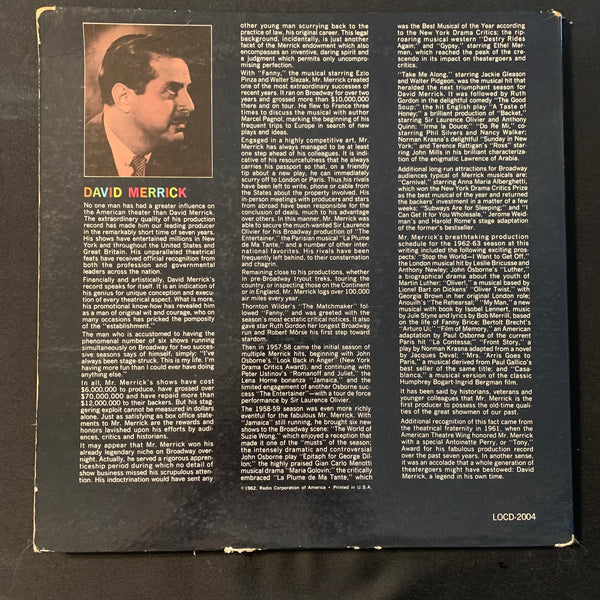 DAVID MERRICK
No one man has had a greater influence on
the American theater than David Merrick.
The extraordinary quality of his production
record has made him our leading producer
in the remarkably short time of seven years.
His shows have entertained millions in New
York and throughout the United States and
Great Britain. His unparalleled theatrical
feats have received official recognition from
both the profession and governmental
leaders across the nation.
Financially and artistically, David Merrick's
record speaks for itself. It is an indication of
his genius for unique conception and execu-
tion of every theatrical aspect. What is more,
his promotional know-how has revealed him
as a man of original wit and courage, who on
many occasions has pricked the pomposity
of the "establishment."
The man who is accustomed to having the
phenomenal number of six shows running
simultaneously on Broadway for two succes-
sive seasons says of himself, simply: "I've
always been stage-struck. This is my life. I'm
having more fun than I could ever have doing
anything else."
In all, Mr. Merrick's shows have cost
$6,000,000 to produce, have grossed over
$70,000,000 and have repaid more than
$12,000,000 to their backers. But his stag-
gering exploit cannot be measured in dollars
alone. Just as satisfying as box office state-
ments to Mr. Merrick are the rewards and
honors lavished upon his efforts by audi-
ences, critics and historians.
It may appear that Mr. Merrick won his
already legendary niche on Broadway over-
night. Actually, he served a rigorous appren-
ticeship period during which no detail of
show business missed his scrupulous atten-
tion. His indoctrination would have sent any
other young man scurrying back to the
practice of law, his original career. This legal
background, incidentally, is just another
facet of the Merrick endowment which also
encompasses an inventive, daring spirit and
a judgment which permits only uncompro-
mising perfection.
With "Fanny," the musical starring Ezio
Pinza and Walter Slezak, Mr. Merrick created
one of the most extraordinary successes of
recent years. It ran on Broadway for over two
years and grossed more than $10,000,000
there and on tour. He flew to France three
times to discuss the musical with author
Marcel Pagnol, marking the beginning of his
frequent trips to Europe in search of new
plays and ideas.
Engaged in a highly competitive art, Mr.
Merrick has always managed to be at least
one step ahead of his colleagues. It is indica-
tive of his resourcefulness that he always
carries his passport so that, on a friendly
tip about a new play, he can immediately
scurry off to London or Paris. Thus his rivals
have been left to write, phone or cable from
the States about the property involved. His
in-person meetings with producers and stars
from abroad have been responsible for the
conclusion of deals, much to his advantage
over others. In this manner, Mr. Merrick was
able to secure the much-wanted Sir Laurence
Olivier for his Broadway production of "The
Entertainer," the Parisian musical "La Plume
de Ma Tante," and a number of other inter-
national favorites. His rivals have been
frequently left behind, to their consternation
and chagrin.
Remaining close to his productions, whether
in pre-Broadway tryout treks, touring the
country, or inspecting those on the Continent
or in England, Mr. Merrick logs over 100,000
air miles every year.
Thornton Wilder's "The Matchmaker" fol-
lowed "Fanny," and was greeted with the
season's most ecstatic critical notices. It also
gave star Ruth Gordon her longest Broadway
run and Robert Morse his first step toward
stardom.
Then in 1957-58 came the initial season of
multiple Merrick hits, beginning with John
Osborne's "Look Back in Anger" (New York
Drama Critics Award), and continuing with
Peter Ustinov's "Romanoff and Juliet," the
Lena Horne bonanza "Jamaica," and the
limited engagement of another Osborne suc-
cess "The Entertainer"—with a tour de force
performance by Sir Laurence Olivier.
The 1958-59 season was even more richly
eventful for the fabulous Mr. Merrick. With
"Jamaica" still running, he brought six new
shows to the Broadway scene: "The World of
Suzie Wong," which enjoyed a reception that
made it one of the "musts" of the season;
the intensely dramatic and controversial
John Osborne play "Epitaph for George Dil-
lon;" the highly praised Gian Carlo Menotti
musical drama "Maria Golovin;" the critically
embraced "La Plume de Ma Tante," which
was the Best Musical of the Year according
to the New York Drama Critics; the rip-
roaring musical western "Destry Rides
Again;" and "Gypsy," starring Ethel Mer-
man, which reached the peak of the cres-
cendo in its impact on theatergoers and
critics.
"Take Me Along," starring Jackie Gleason
and Walter Pidgeon, was the musical hit that
heralded the next triumphant season for
David Merrick. It was followed by Ruth
Gordon in the delightful comedy "The Good
Soup;" the hit English play "A Taste of
Honey;" a brilliant production of "Becket,"
starring Sir Laurence Olivier and Anthony
Quinn; "Irma La Douce;" "Do Re Mi," co-
starring Phil Silvers and Nancy Walker;
Norman Krasna's delightful "Sunday in New
York;" and Terence Rattigan's "Ross" star-
ring John Mills in his brilliant characteriza-
tion of the enigmatic Lawrence of Arabia.
Additional long-run attractions for Broadway
audiences typical of Merrick musicals are:
"Carnival," starring Anna Maria Alberghetti,
which won the New York Drama Critics Prize
as the best musical of the year and returned
the backers' investment in a matter of a few
weeks; "Subways Are for Sleeping;" and "I
Can Get It for You Wholesale," Jerome Weid-
man's and Harold Rome's stage adaptation
of the former's bestseller.
Mr. Merrick's breathtaking production
schedule for the 1962-63 season at this
writing included the following exciting pros-
pects: "Stop the World—I Want to Get Off,"
the London musical hit by Leslie Bricusse and
Anthony Newley; John Osborne's "Luther,"
a biographical drama about the youth of
Martin Luther; "Oliver!," a musical based by
Lionel Bart on Dickens' "Oliver Twist," with
Georgia Brown in her original London role;
Anouilh's "The Rehearsal;" "My Man," a new
musical with book by Isobel Lennert, music
by Jule Styne and lyrics by Bob Merrill, based
on the life of Fanny Brice; Bertolt Brecht's
"Arturo Ui;" "Film of Memory," an American
adaptation by Paul Osborne of the current
Paris hit "La Contessa;" "Front Story," a
play by Norman Krasna adapted from a novel
by Jacques Deval; "Mrs. 'Arris Goes to
Paris," a musical derived from Paul Gallico's
best seller of the same title; and "Casa-
blanca," a musical version of the classic
Humphrey Bogart Ingrid Bergman film.
It has been said by historians, veterans and
younger colleagues that Mr. Merrick is the
first producer to possess the old-time quali-
ties of the great showmen of our past.
Additional recognition of this fact came from
the theatrical fraternity in 1961, when the
American Theatre Wing honored Mr. Merrick
with a special Antoinette Perry, or "Tony,"
Award for his fabulous production record
over the past seven years. In another sense,
it was an accolade that a whole generation of
theatergoers might have bestowed: David
Merrick, a legend in his own time.
©1962, Radio Corporation of America • Printed in U.S.A.
LOCD-2004